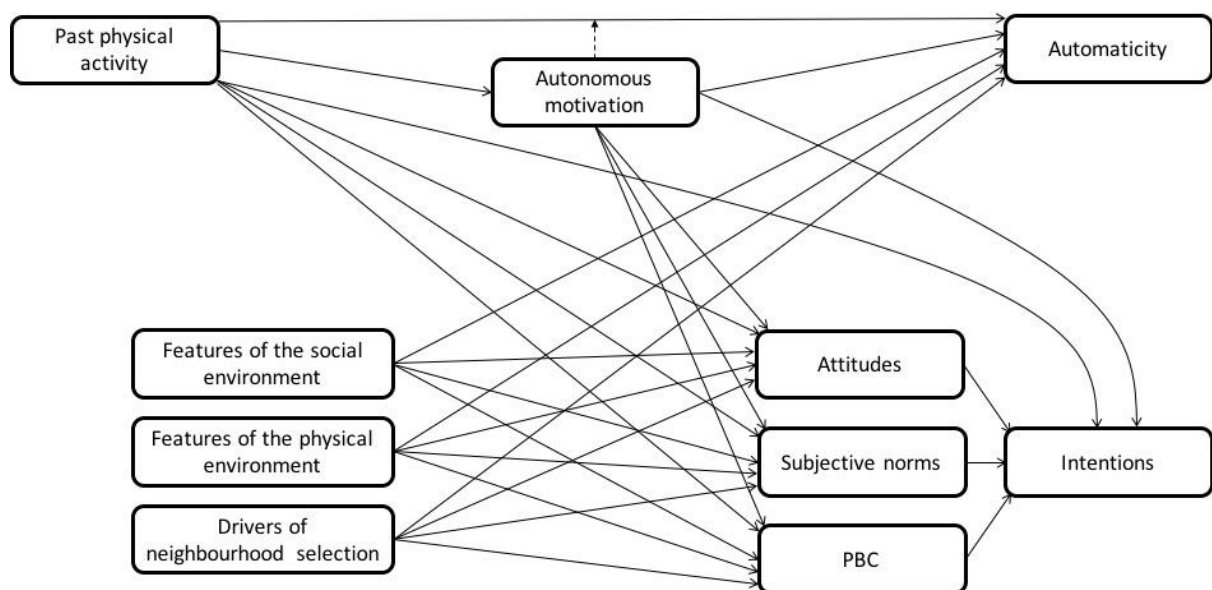 Past physical
activity
Automaticity
Autonomous
motivation
Features of the social
environment
Attitudes
Features of the physical
environment
Subjective norms
Intentions
Drivers of
neighbourhood selection
PBC